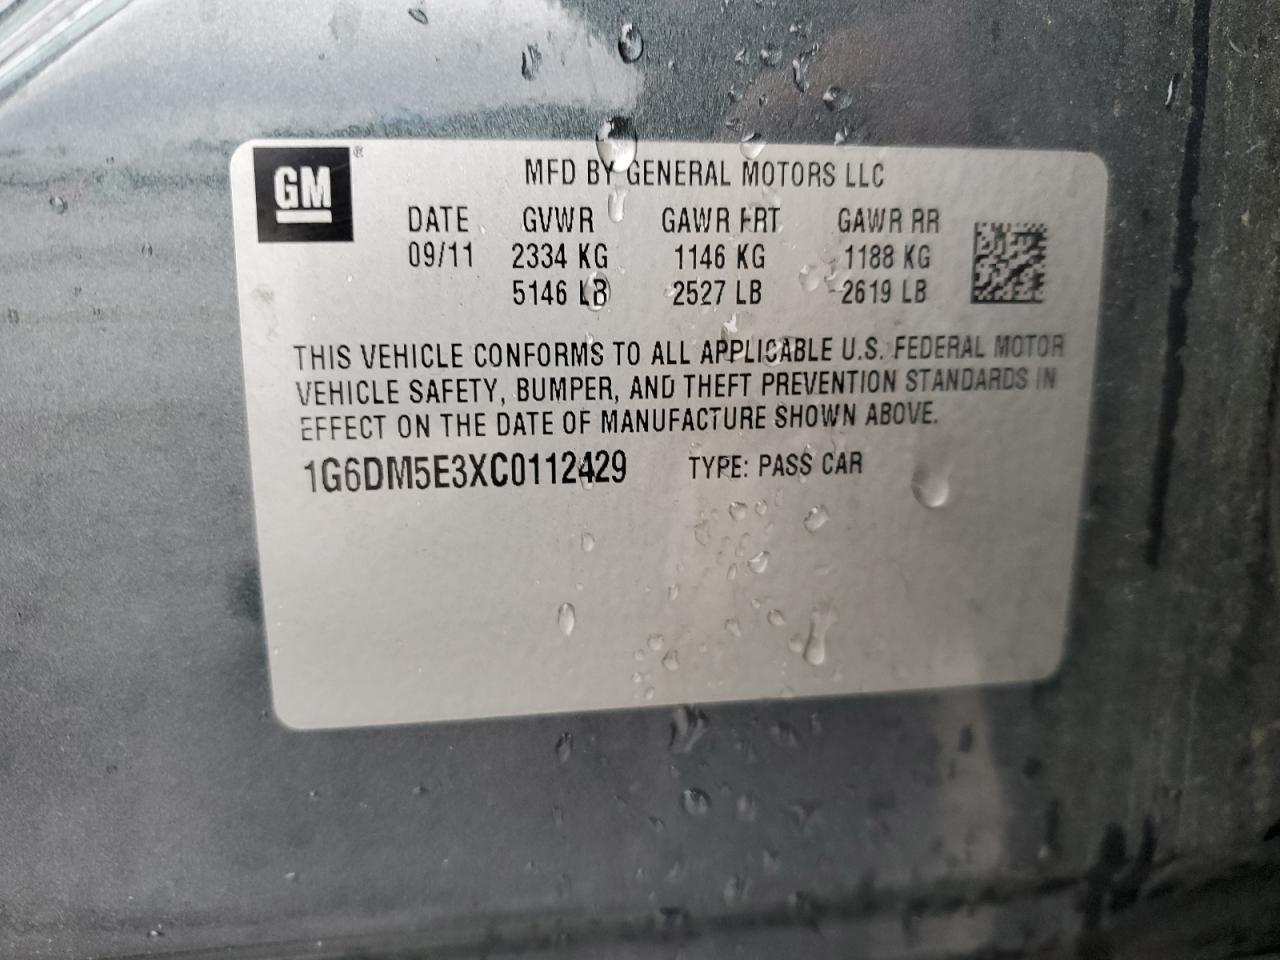 GM®
MFD BY GENERAL MOTORS LLC
DATE GVWR GAWR FRT GAWR RR
09/11 2334 KG 1146 KG 1188 KG
5146 LB 2527 LB 2619 LB
THIS VEHICLE CONFORMS TO ALL APPLICABLE U.S. FEDERAL MOTOR
VEHICLE SAFETY, BUMPER, AND THEFT PREVENTION STANDARDS IN
EFFECT ON THE DATE OF MANUFACTURE SHOWN ABOVE.
1G6DM5E3XC0112429 TYPE: PASS CAR